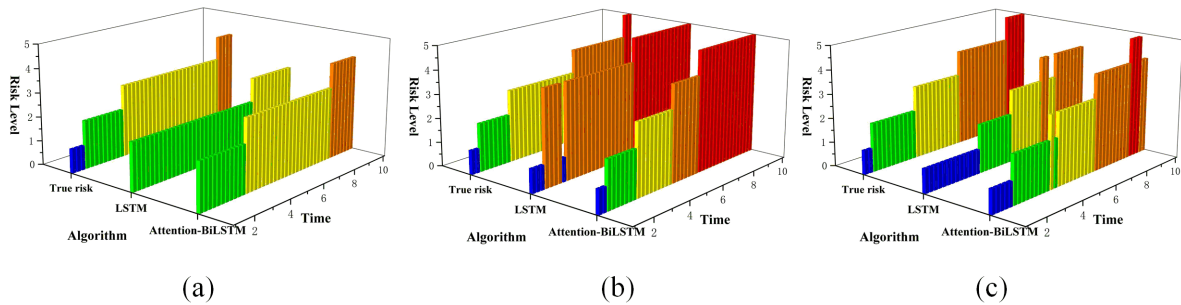 5
4
3
2
1
0
Risk Level
True risk
LSTM
Attention-BiLSTM
Algorithm
2
4
6
8
10
Time
(a)
5
4
3
2
1
0
Risk Level
True risk
LSTM
Attention-BiLSTM
Algorithm
2
4
6
8
10
Time
(b)
5
4
3
2
1
0
Risk Level
True risk
LSTM
Attention-BiLSTM
Algorithm
2
4
6
8
10
Time
(c)